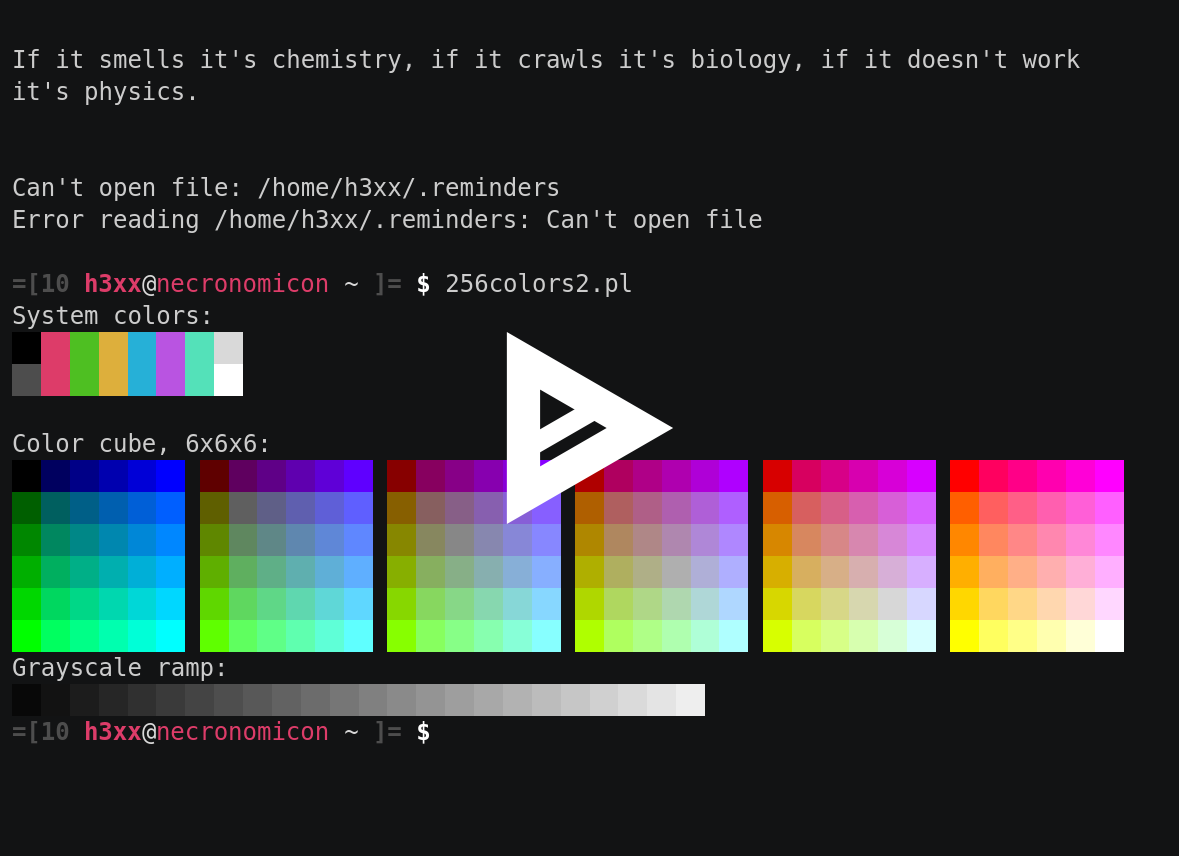 If it smells it's chemistry, if it crawls it's biology, if it doesn't work
it's physics.
Can't open file: /home/h3xx/.reminders
Error reading /home/h3xx/.reminders: Can't open file
=[10 h3xx@necronomicon ~ ]= $ 256colors2.pl
System colors:
Color cube, 6x6x6:
Grayscale ramp:
=[10 h3xx@necronomicon ~ ]= $